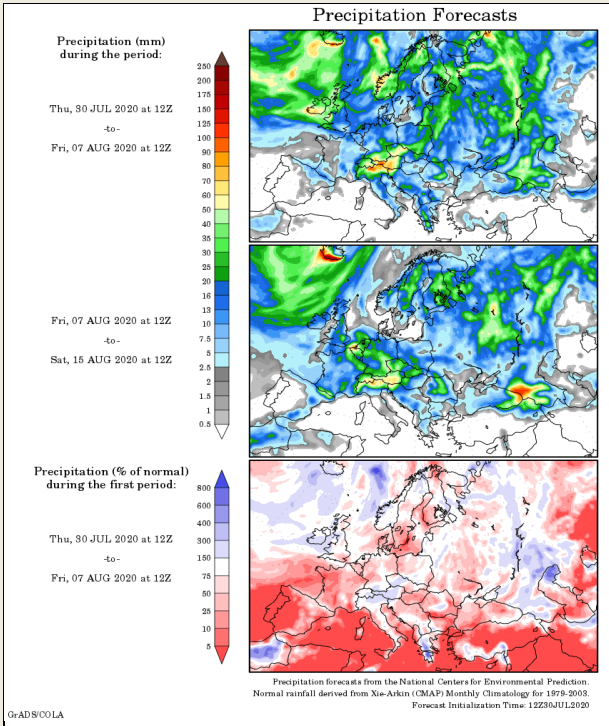 Precipitation Forecasts
Precipitation (mm)
during the period:
Thu, 30 JUL 2020 at 12Z
-to-
Fri, 07 AUG 2020 at 12Z
250
200
175
150
125
100
90
80
70
60
50
40
35
30
25
20
16
13
10
7.5
5
2.5
2
1.5
1
0.5
Fri, 07 AUG 2020 at 12Z
-to-
Sat, 15 AUG 2020 at 12Z
Precipitation (% of normal)
during the first period:
Thu, 30 JUL 2020 at 12Z
-to-
Fri, 07 AUG 2020 at 12Z
800
600
400
300
150
75
50
25
10
5
Precipitation forecasts from the National Centers for Environmental Prediction.
Normal rainfall derived from Xie-Arkin (CMAP) Monthly Climatology for 1979-2003.
Forecast Initialization Time: 12Z30JUL2020
GrADS/COLA